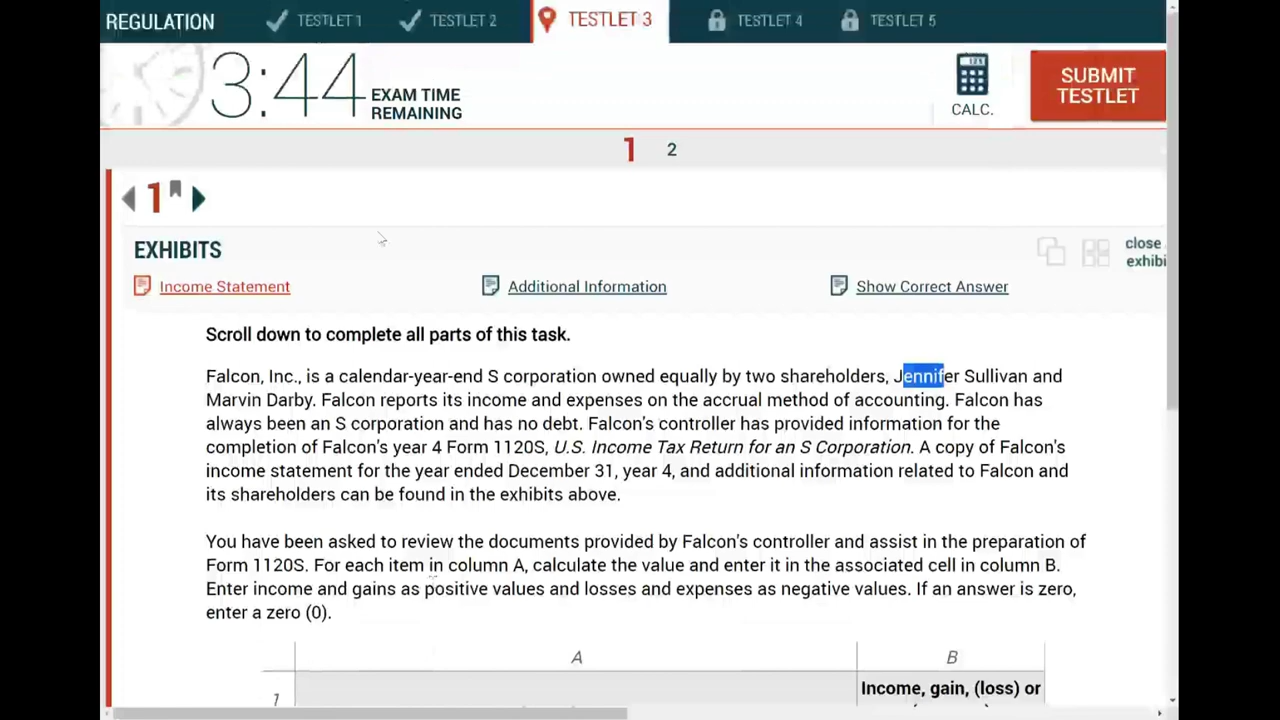 REGULATION TESTLET 1 TESTLET 2 TESTLET 3 TESTLET 4 TESTLET 5
3:44 EXAM TIME REMAINING
CALC.
SUBMIT TESTLET
1 2
1
EXHIBITS
close
exhibi
Income Statement Additional Information Show Correct Answer
Scroll down to complete all parts of this task.
Falcon, Inc., is a calendar-year-end S corporation owned equally by two shareholders, Jennifer Sullivan and
Marvin Darby. Falcon reports its income and expenses on the accrual method of accounting. Falcon has
always been an S corporation and has no debt. Falcon's controller has provided information for the
completion of Falcon's year 4 Form 1120S, U.S. Income Tax Return for an S Corporation. A copy of Falcon's
income statement for the year ended December 31, year 4, and additional information related to Falcon and
its shareholders can be found in the exhibits above.
You have been asked to review the documents provided by Falcon's controller and assist in the preparation of
Form 1120S. For each item in column A, calculate the value and enter it in the associated cell in column B.
Enter income and gains as positive values and losses and expenses as negative values. If an answer is zero,
enter a zero (0).
A B
1 Income, gain, (loss) or